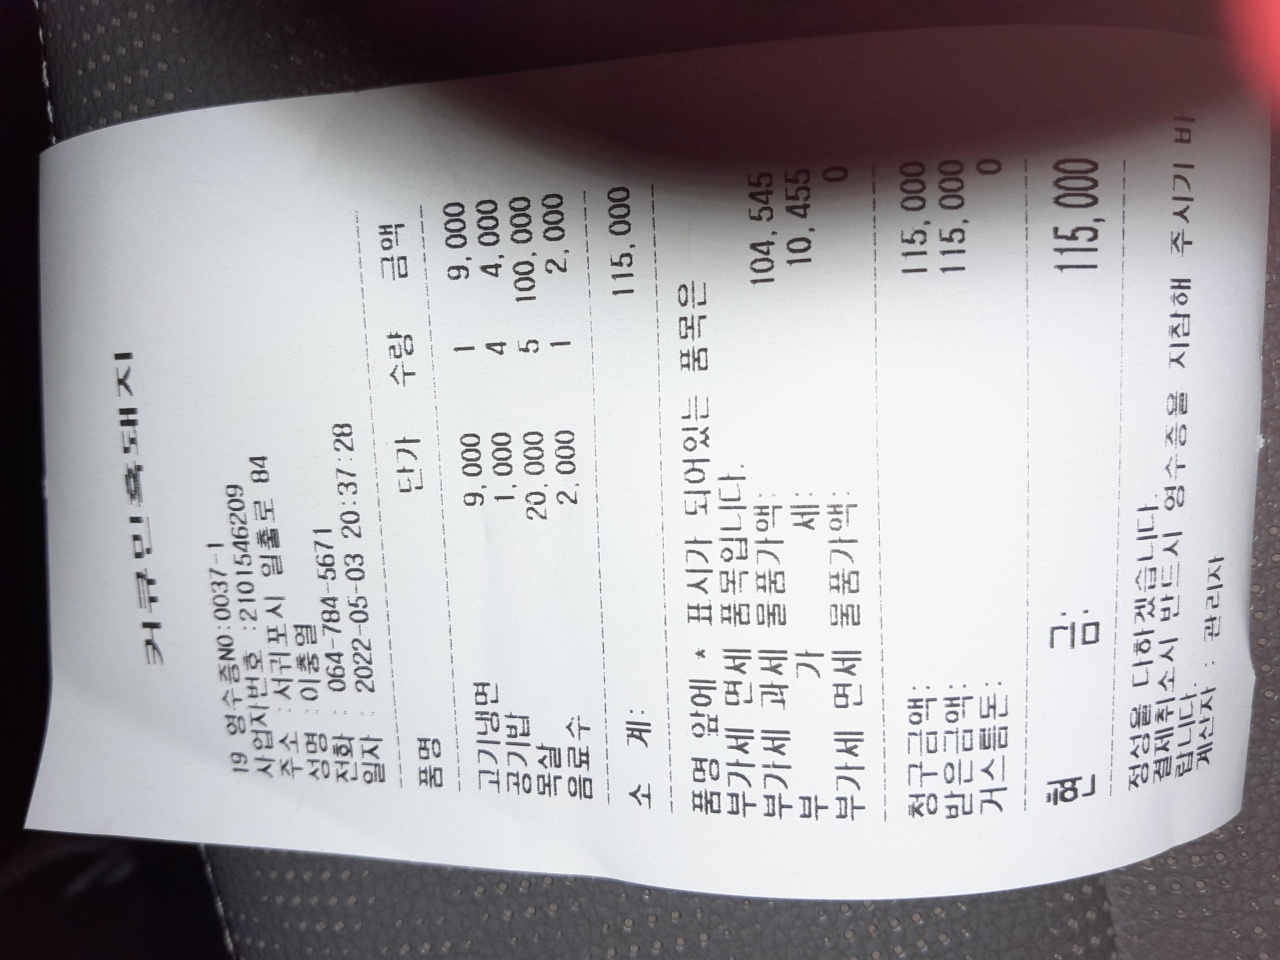 커큐민흑돼지
19 영수증NO:0037-1
사업자번호 :2101546209
주소 : 서귀포시 일출로 84
성명 : 이종열
전화 : 064-784-5671
일자 : 2022-05-03 20:37:28
품명 단가 수량 금액
고기냉면 9,000 1 9,000
공기밥 1,000 4 4,000
목살 20,000 5 100,000
음료수 2,000 1 2,000
소 계: 115,000
품명 앞에 * 표시가 되어있는 품목은
부가세 면세 품목입니다.
부가세 과세 물품가액: 104,545
부 가 세: 10,455
부가세 면세 물품가액: 0
청구금액: 115,000
받은금액: 115,000
거스름돈: 0
현 금: 115,000
정성을 다하겠습니다.
결제취소시 반드시 영수증을 지참해 주시기 바
랍니다.
계산자 : 관리자